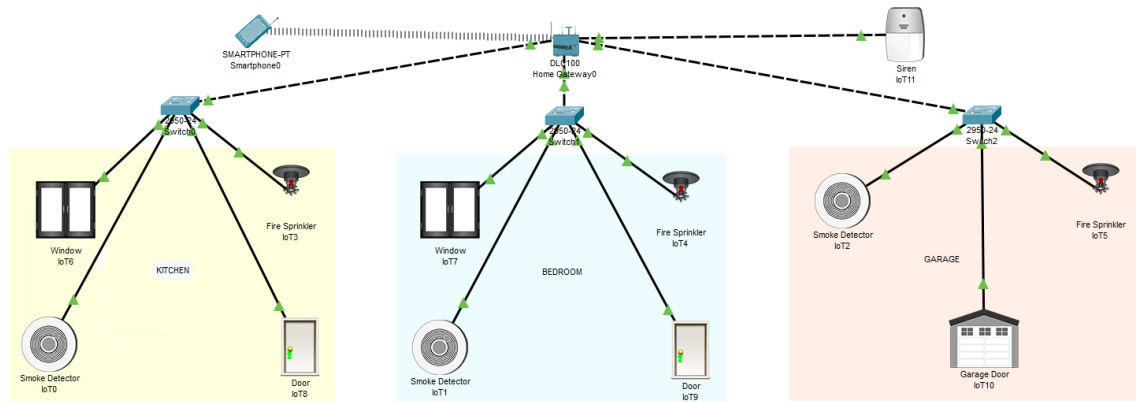 SMARTPHONE-PT
Smartphone0
DLC100
Home Gateway0
Siren
IoT11
2950-24
Switch0
2950-24
Switch1
2950-24
Switch2
Window
IoT6
Fire Sprinkler
IoT3
KITCHEN
Smoke Detector
IoT0
Door
IoT8
Window
IoT7
Fire Sprinkler
IoT4
BEDROOM
Smoke Detector
IoT1
Door
IoT9
Smoke Detector
IoT2
Fire Sprinkler
IoT5
GARAGE
Garage Door
IoT10